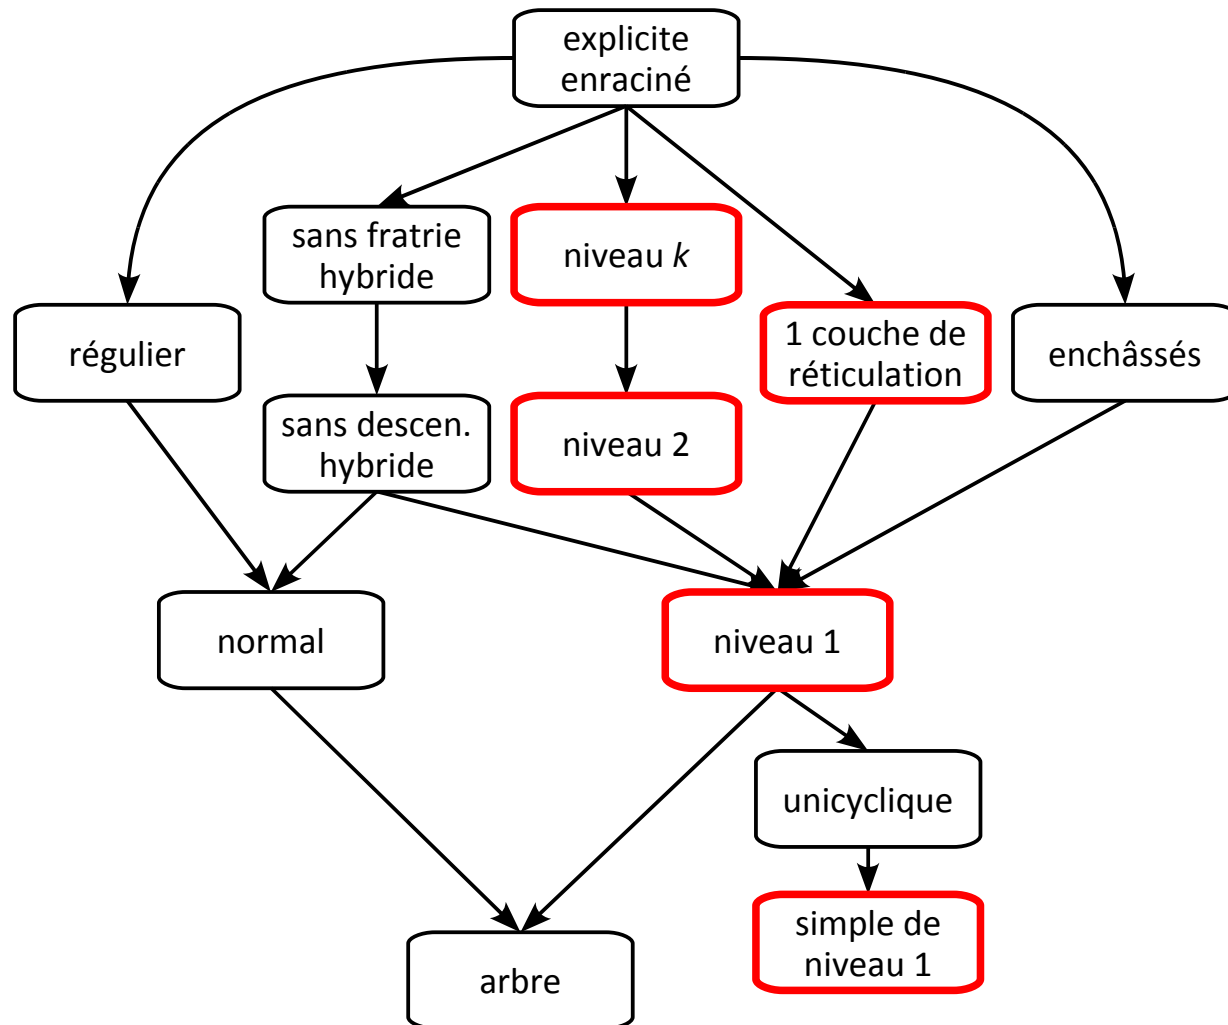 explicite
enraciné
sans fratrie
hybride
niveau k
régulier
1 couche de
réticulation
enchâssés
sans descen.
hybride
niveau 2
normal
niveau 1
unicyclique
simple de
niveau 1
arbre